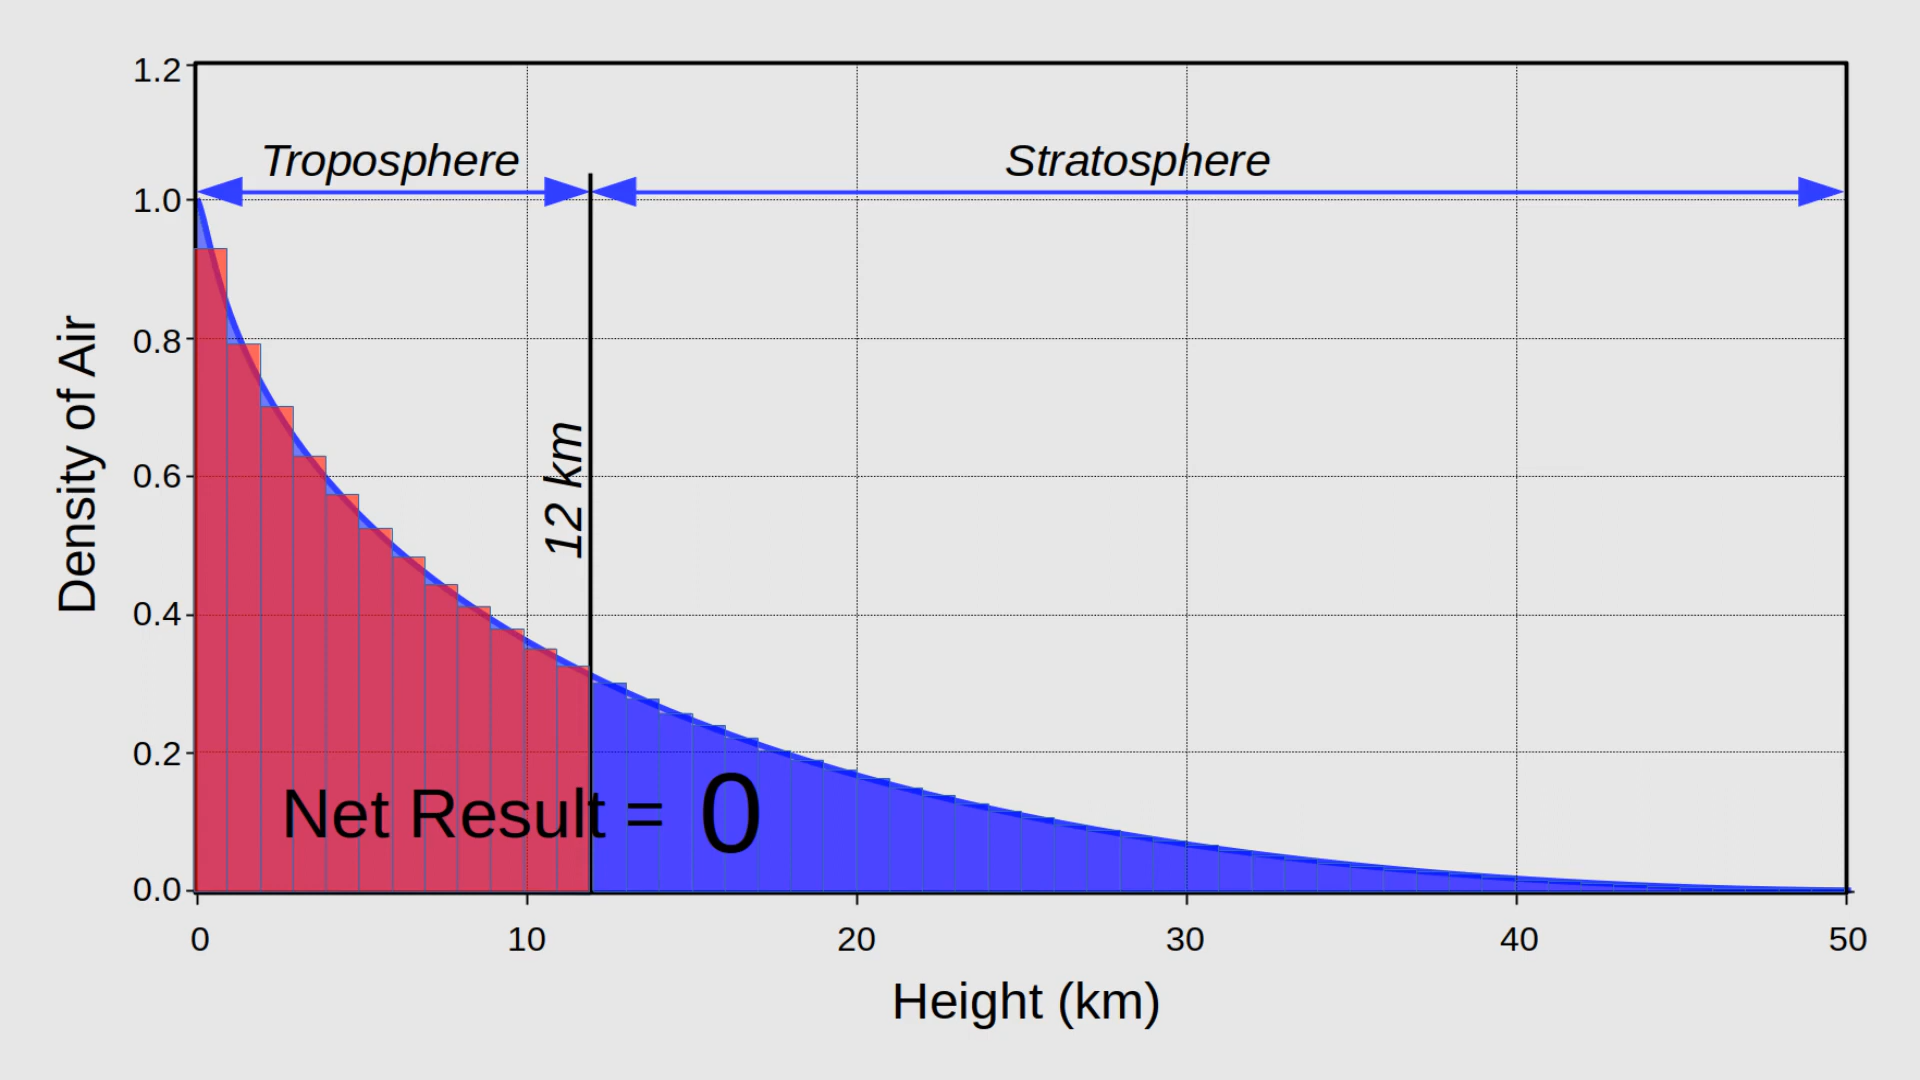 1.2
Troposphere
Stratosphere
1.0
0.8
Density of Air
12 km
0.6
0.4
0.2
Net Result = 0
0.0
0 10 20 30 40 50
Height (km)